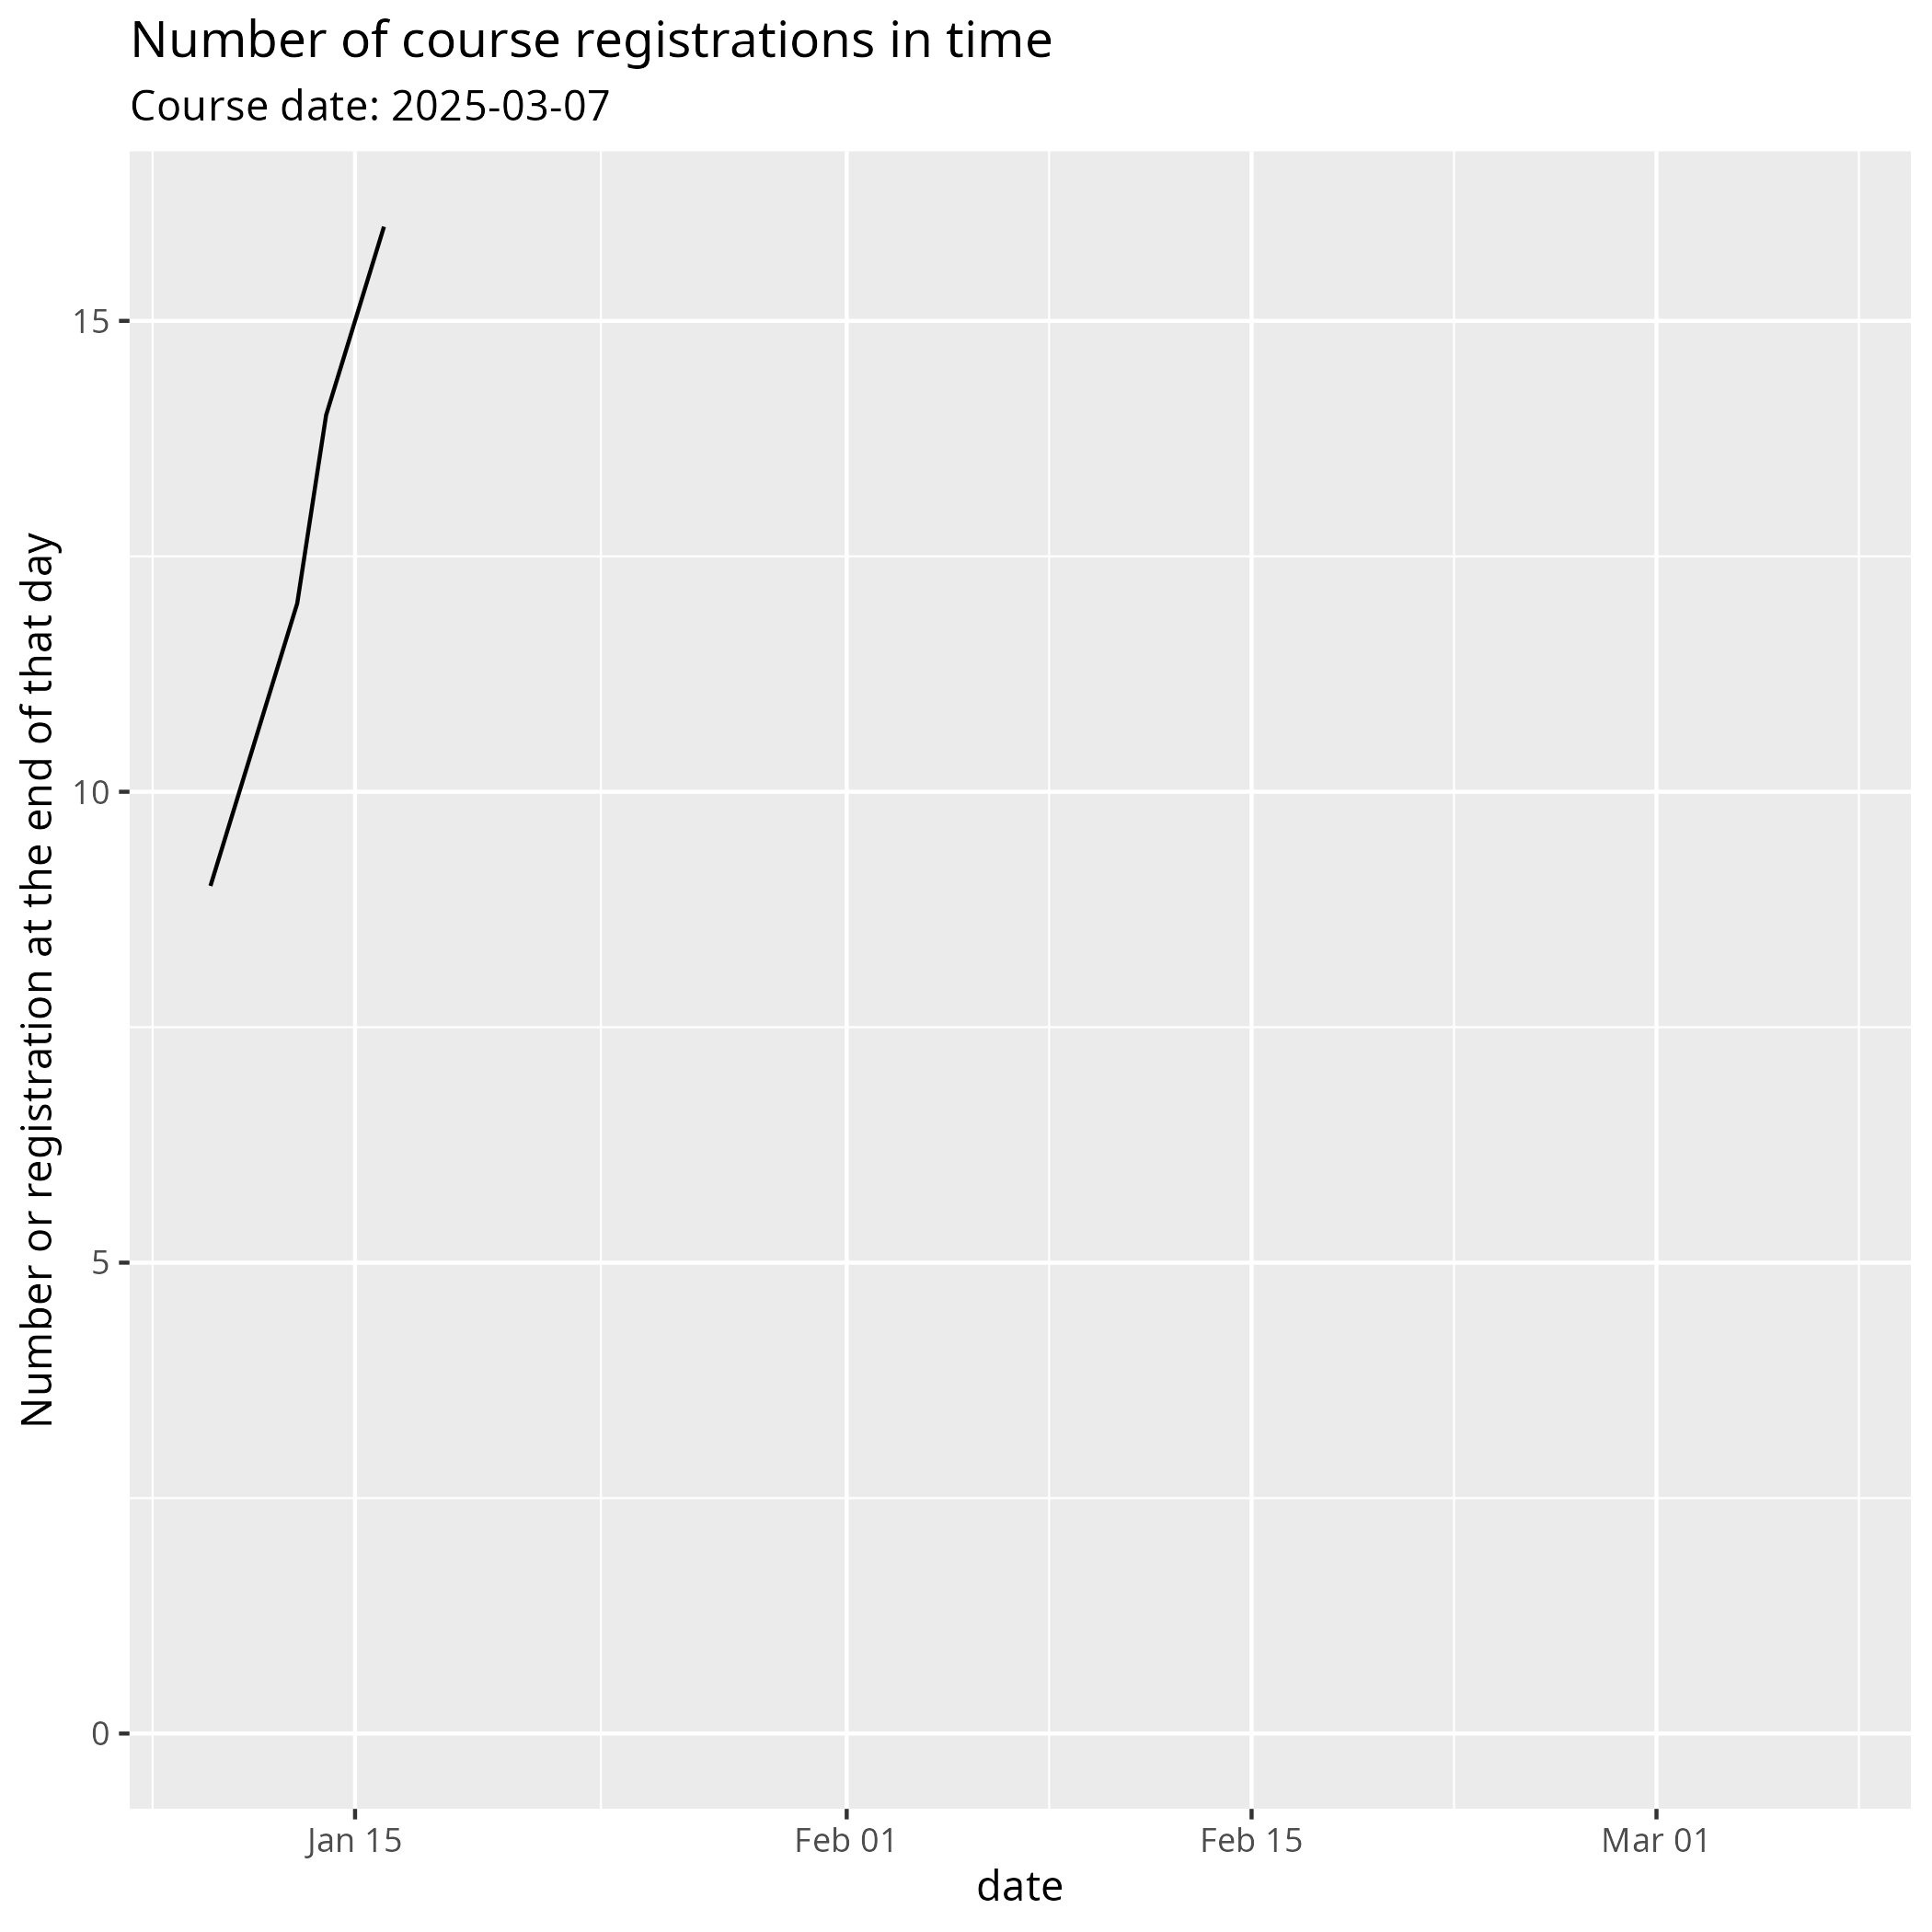 Number of course registrations in time
Course date: 2025-03-07
Number or registration at the end of that day
15
10
5
0
Jan 15
Feb 01
Feb 15
Mar 01
date